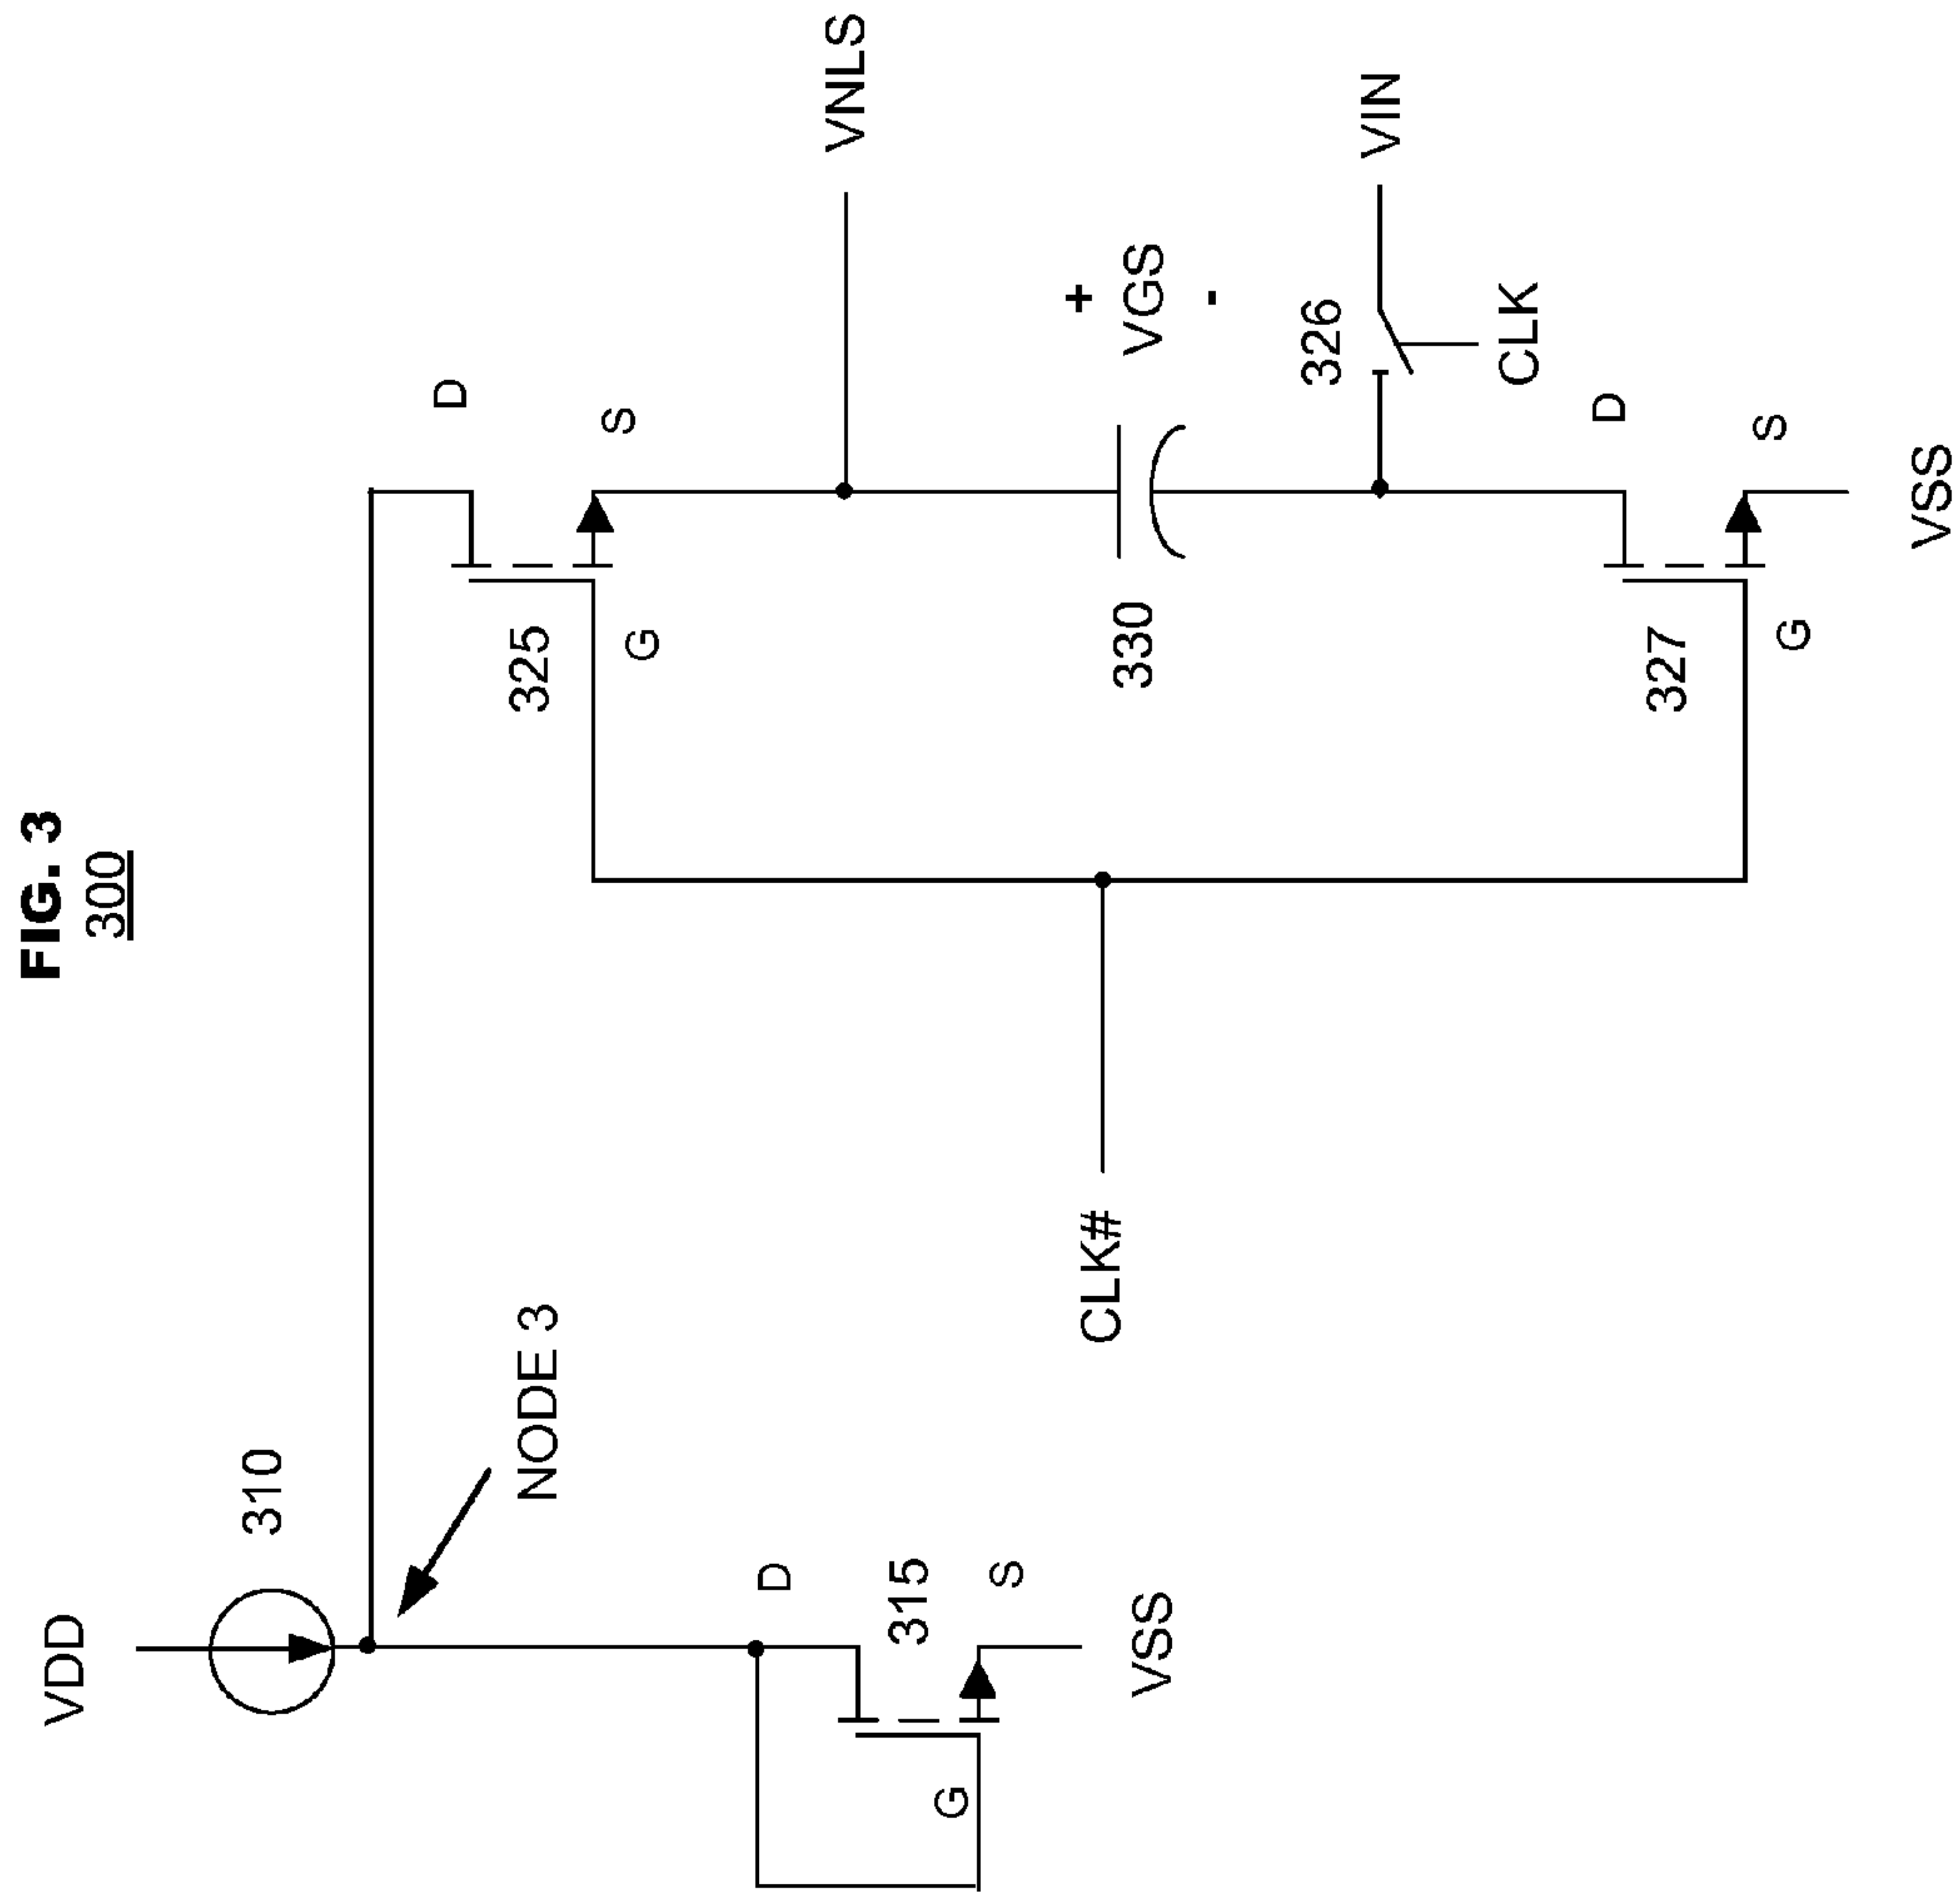 FIG. 3
300
VDD
310
NODE 3
D
315
G
S
VSS
CLK#
D
325
G
S
VNLS
330
+
VGS
-
326
VIN
CLK
D
327
G
S
VSS